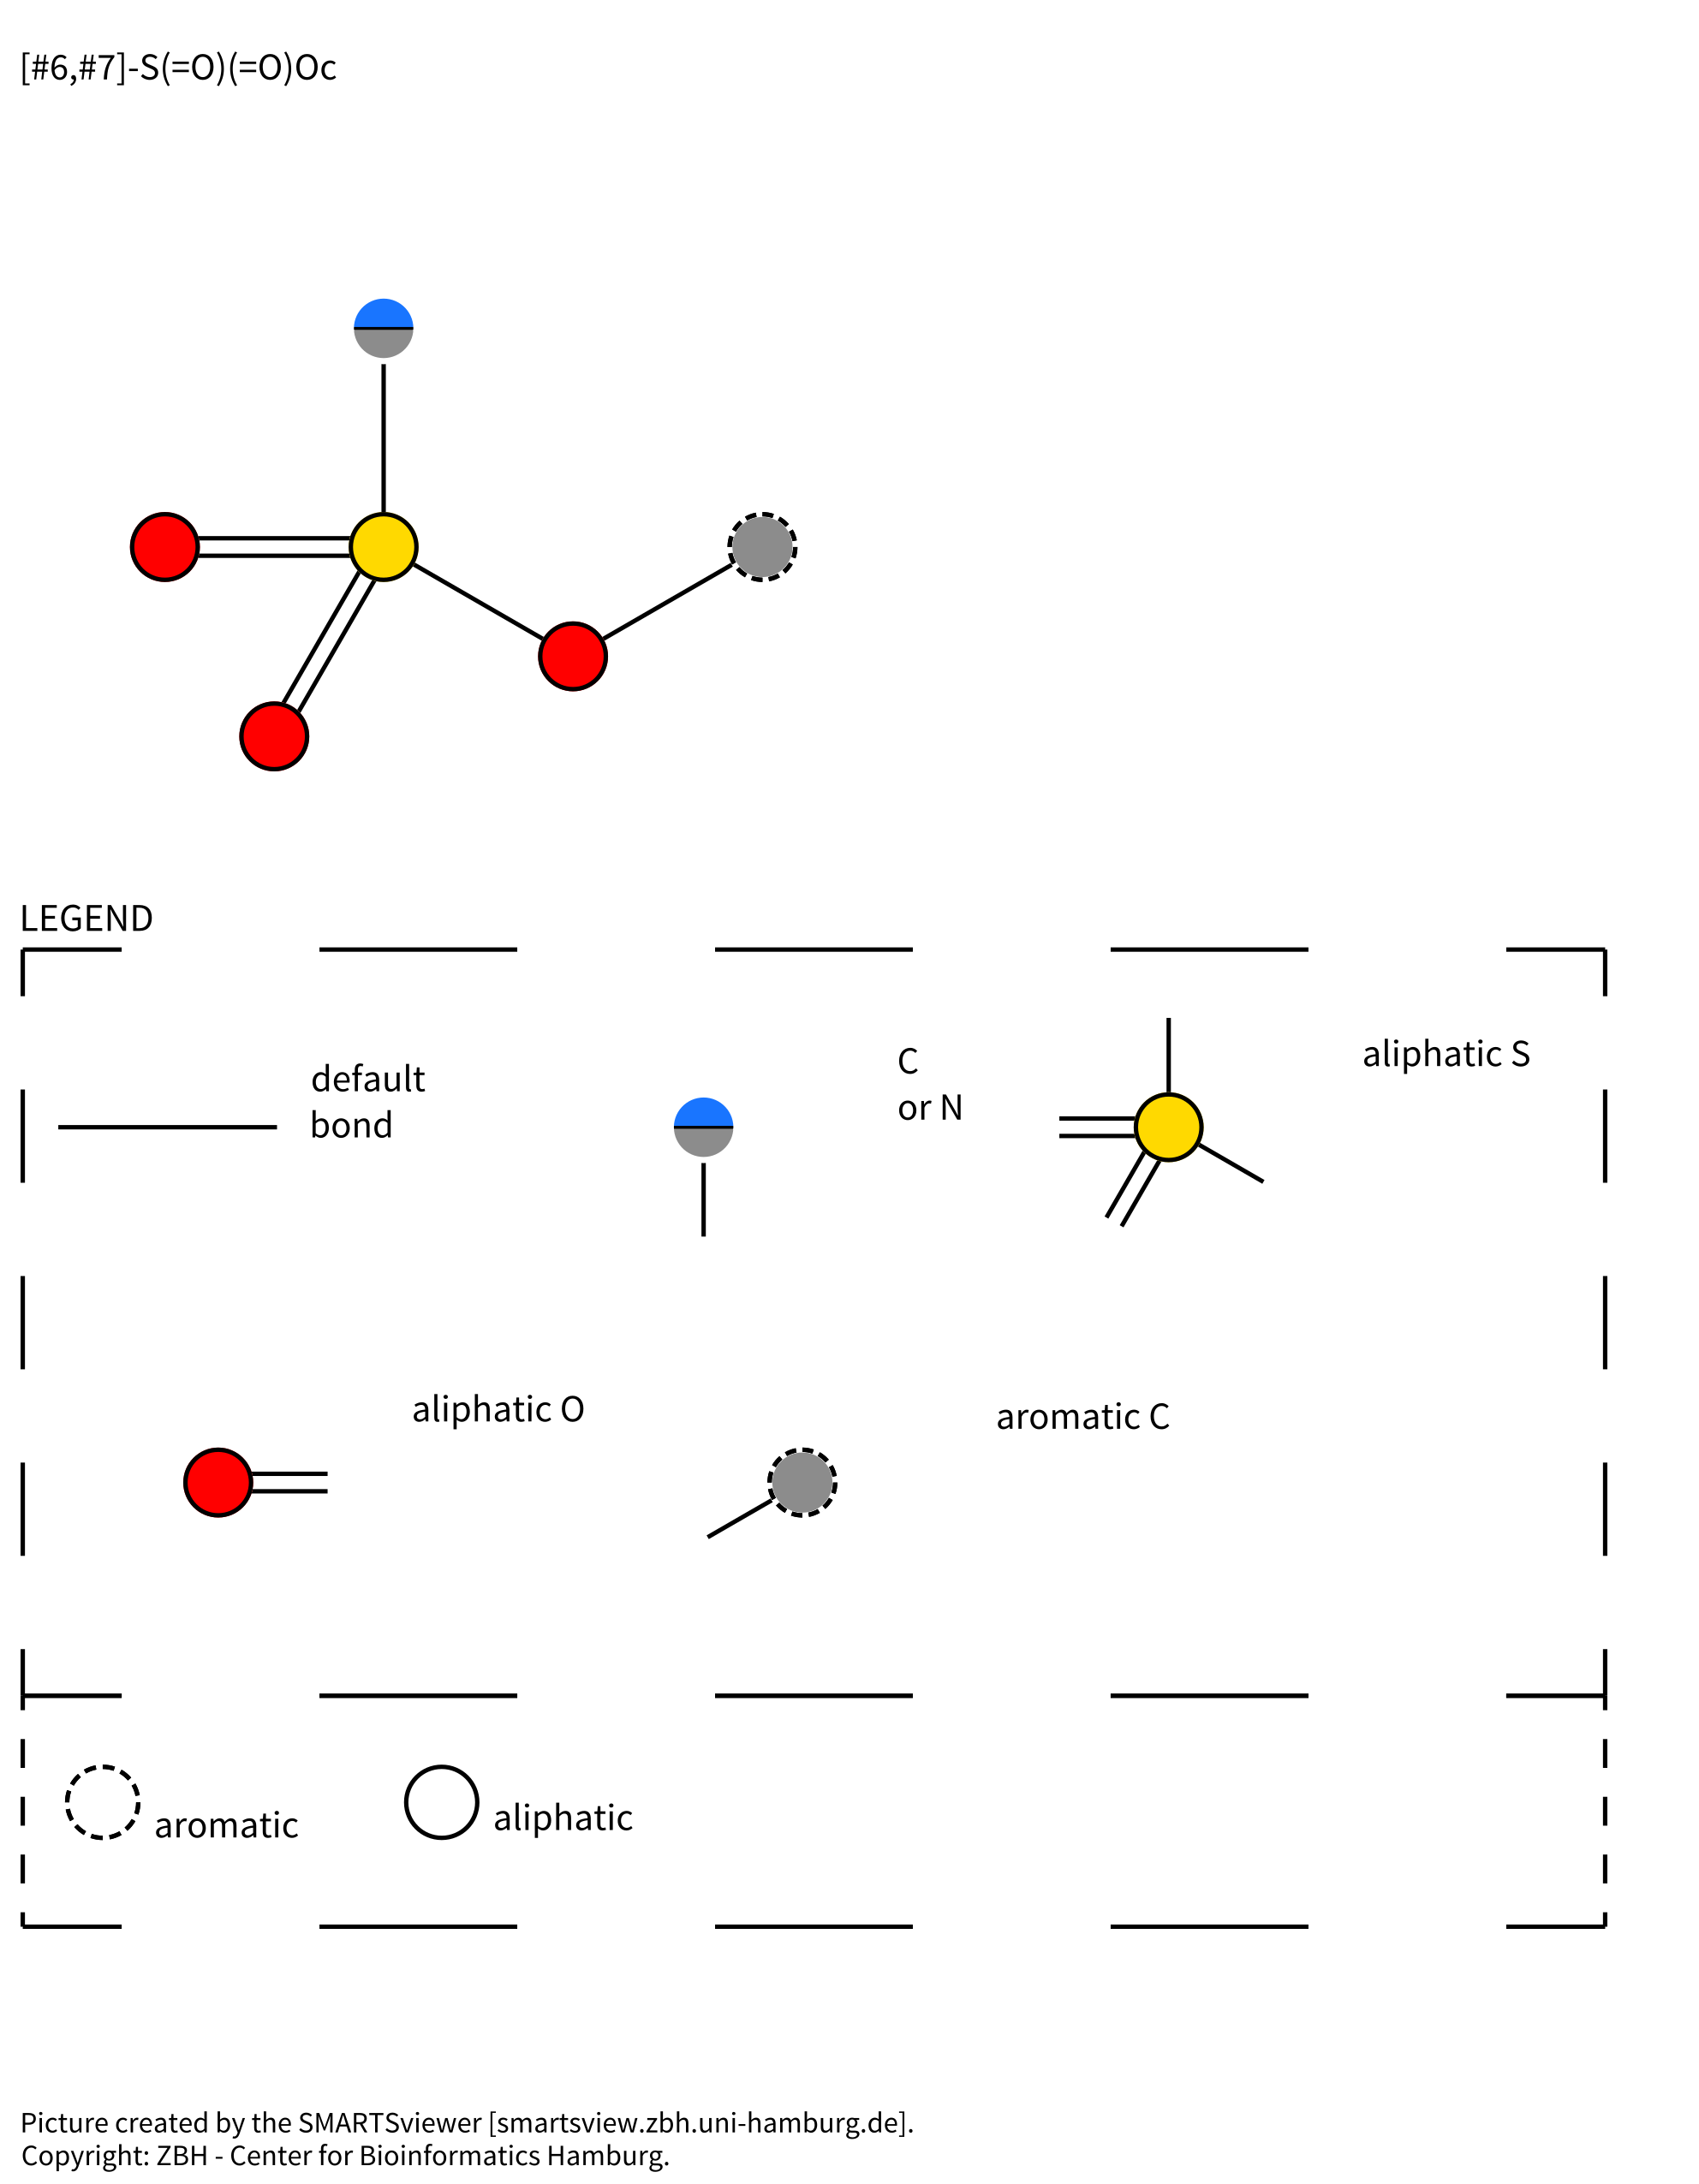 [#6,#7]-S(=O)(=O)Oc
LEGEND
default
bond
C
or N
aliphatic S
aliphatic O
aromatic C
aromatic
aliphatic
Picture created by the SMARTSviewer [smartsview.zbh.uni-hamburg.de].
Copyright: ZBH - Center for Bioinformatics Hamburg.